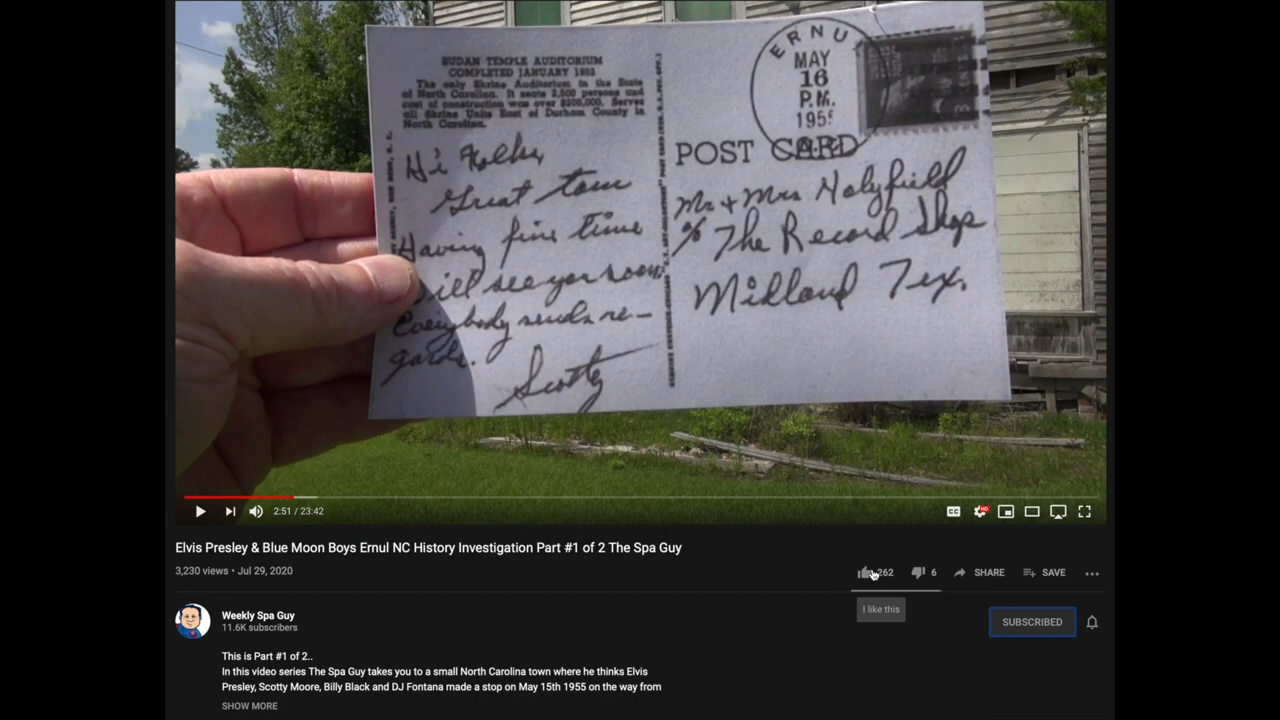 SUDAN TEMPLE AUDITORIUM
COMPLETED JANUARY 1953
The only Shrine Auditorium in the State
of North Carolina. It seats 2,500 persons and
cost of construction was over $200,000. Serves
all Shrine Units East of Durham County in
North Carolina.
Hi Folks,
Great tour
Having fine time
Will see you soon,
Everybody sends re-
gards.
Scotty
ERNUL
MAY
16
P.M.
1955
N.C.
POST CARD
Mr + Mrs Holyfield
% The Record Shop
Midland Tex.
2:51 / 23:42
CC
HD
Elvis Presley & Blue Moon Boys Ernul NC History Investigation Part #1 of 2 The Spa Guy
3,230 views • Jul 29, 2020
262
6
SHARE
SAVE
I like this
Weekly Spa Guy
11.6K subscribers
SUBSCRIBED
This is Part #1 of 2..
In this video series The Spa Guy takes you to a small North Carolina town where he thinks Elvis
Presley, Scotty Moore, Billy Black and DJ Fontana made a stop on May 15th 1955 on the way from
SHOW MORE